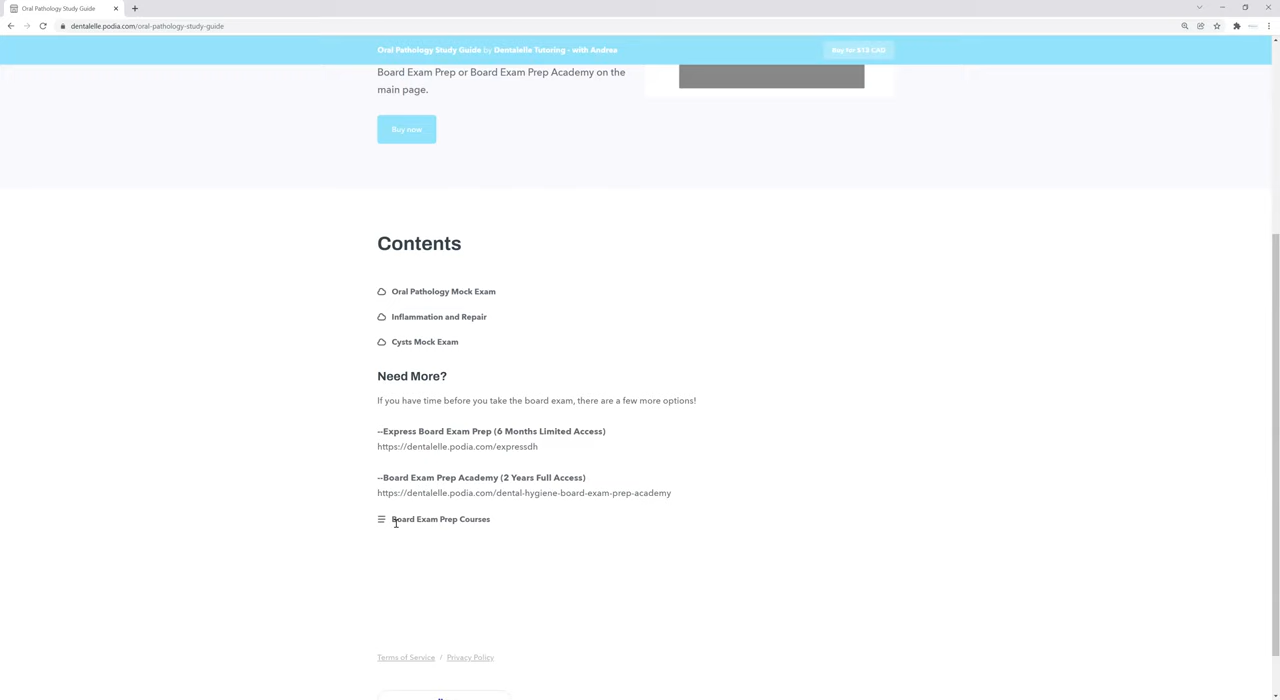 Oral Pathology Study Guide
dentalelle.podia.com/oral-pathology-study-guide
Oral Pathology Study Guide by Dentalelle Tutoring - with Andrea
Buy for $13 CAD
Board Exam Prep or Board Exam Prep Academy on the
main page.
Buy now
Contents
Oral Pathology Mock Exam
Inflammation and Repair
Cysts Mock Exam
Need More?
If you have time before you take the board exam, there are a few more options!
--Express Board Exam Prep (6 Months Limited Access)
https://dentalelle.podia.com/expressdh
--Board Exam Prep Academy (2 Years Full Access)
https://dentalelle.podia.com/dental-hygiene-board-exam-prep-academy
Board Exam Prep Courses
Terms of Service / Privacy Policy